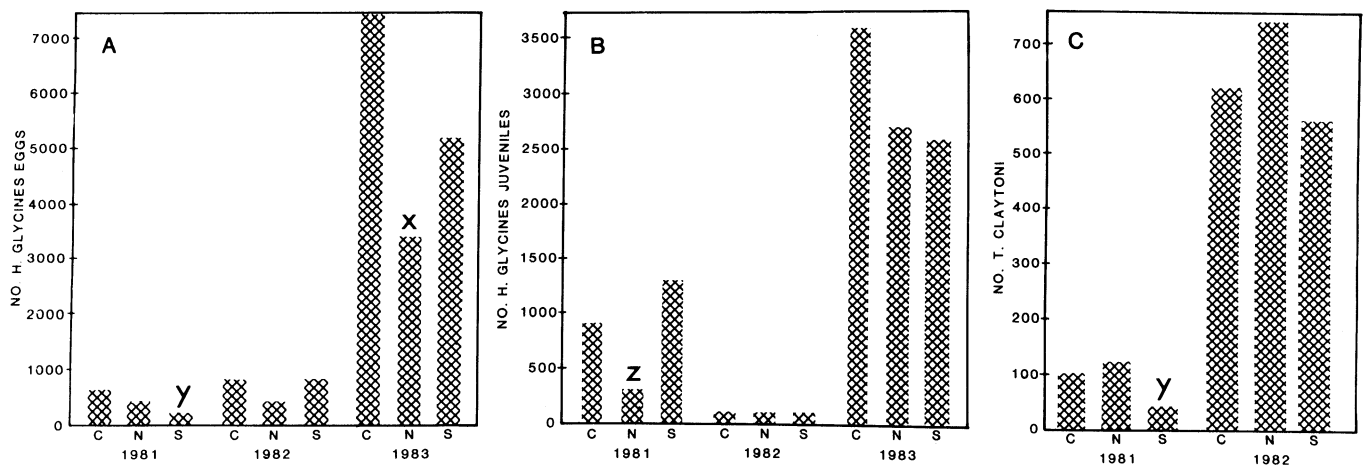 A
NO. H. GLYCINES EGGS
7000
6000
5000
4000
3000
2000
1000
0
y
x
C N S C N S C N S
1981 1982 1983
B
NO. H. GLYCINES JUVENILES
3500
3000
2500
2000
1500
1000
500
0
z
C N S C N S C N S
1981 1982 1983
C
NO. T. CLAYTONI
700
600
500
400
300
200
100
0
y
C N S C N S
1981 1982